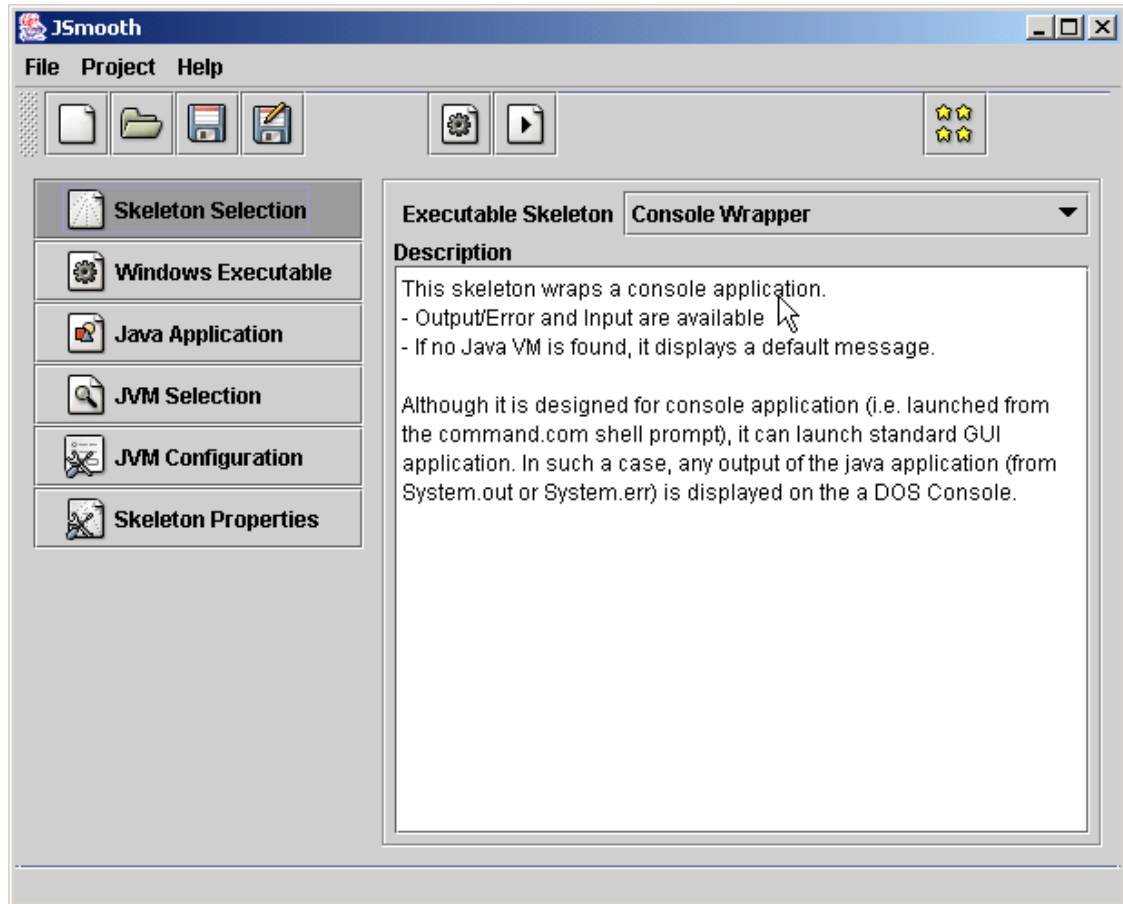 JSmooth
File Project Help
Skeleton Selection
Windows Executable
Java Application
JVM Selection
JVM Configuration
Skeleton Properties
Executable Skeleton Console Wrapper
Description
This skeleton wraps a console application.
- Output/Error and Input are available
- If no Java VM is found, it displays a default message.
Although it is designed for console application (i.e. launched from
the command.com shell prompt), it can launch standard GUI
application. In such a case, any output of the java application (from
System.out or System.err) is displayed on the a DOS Console.